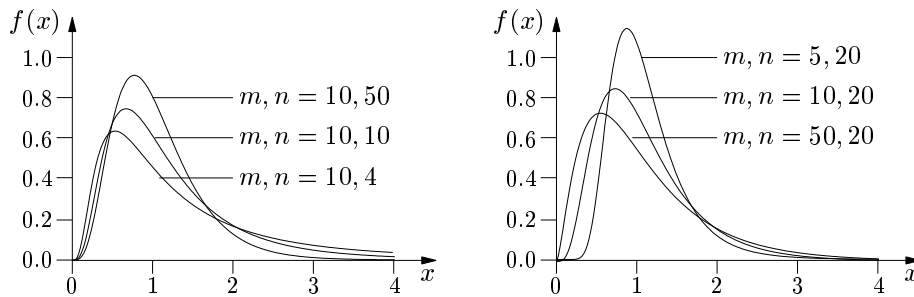 f(x)
1.0
0.8
0.6
0.4
0.2
0.0
m, n = 10, 50
m, n = 10, 10
m, n = 10, 4
0 1 2 3 4 x
f(x)
1.0
0.8
0.6
0.4
0.2
0.0
m, n = 5, 20
m, n = 10, 20
m, n = 50, 20
0 1 2 3 4 x